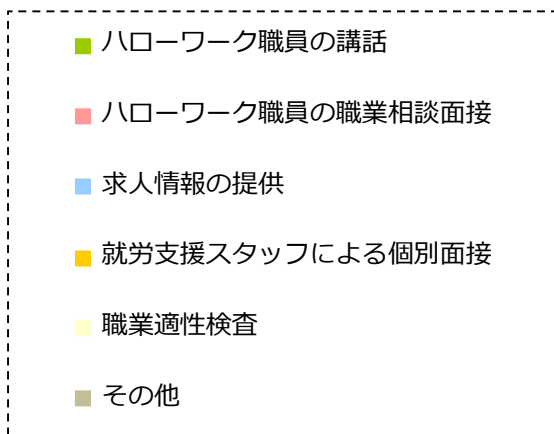 ハローワーク職員の講話
ハローワーク職員の職業相談面接
求人情報の提供
就労支援スタッフによる個別面接
職業適性検査
その他